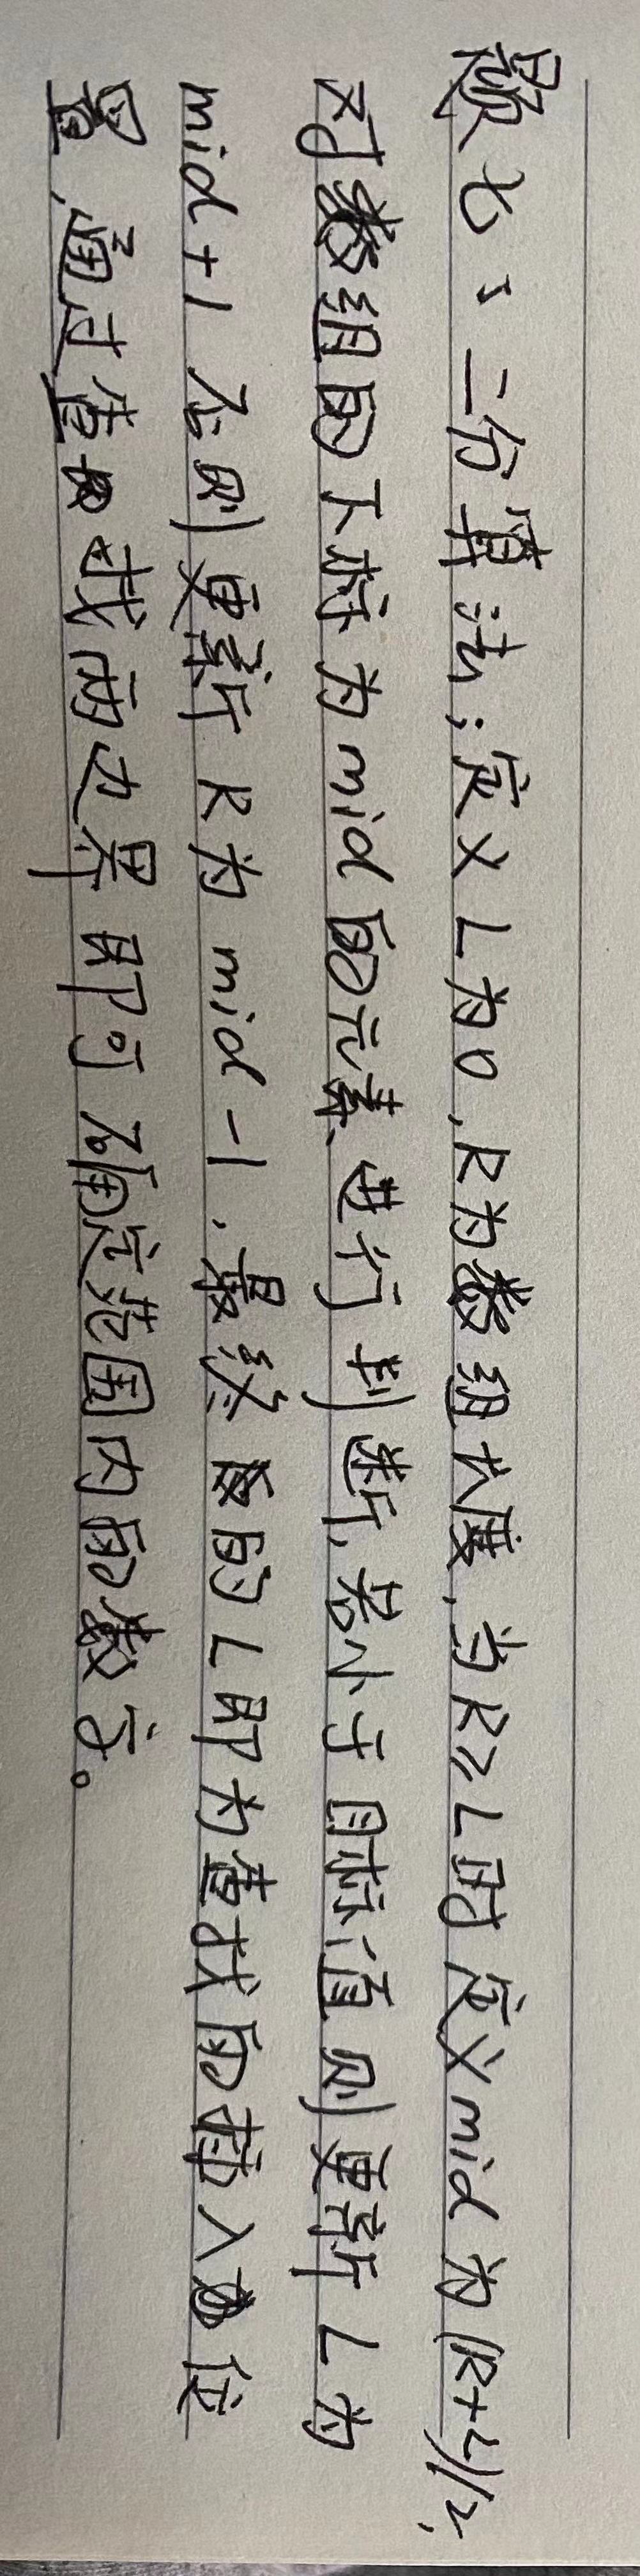 题七：二分算法：定义L为0，R为数组长度，当R≥L时定义mid为(R+L)/2，
对数组的下标为mid的元素进行判断，若小于目标值则更新L为
mid+1 否则更新R为mid-1，最终的L即为查找的插入位
置，通过查找两边界即可确定范围内的数字。